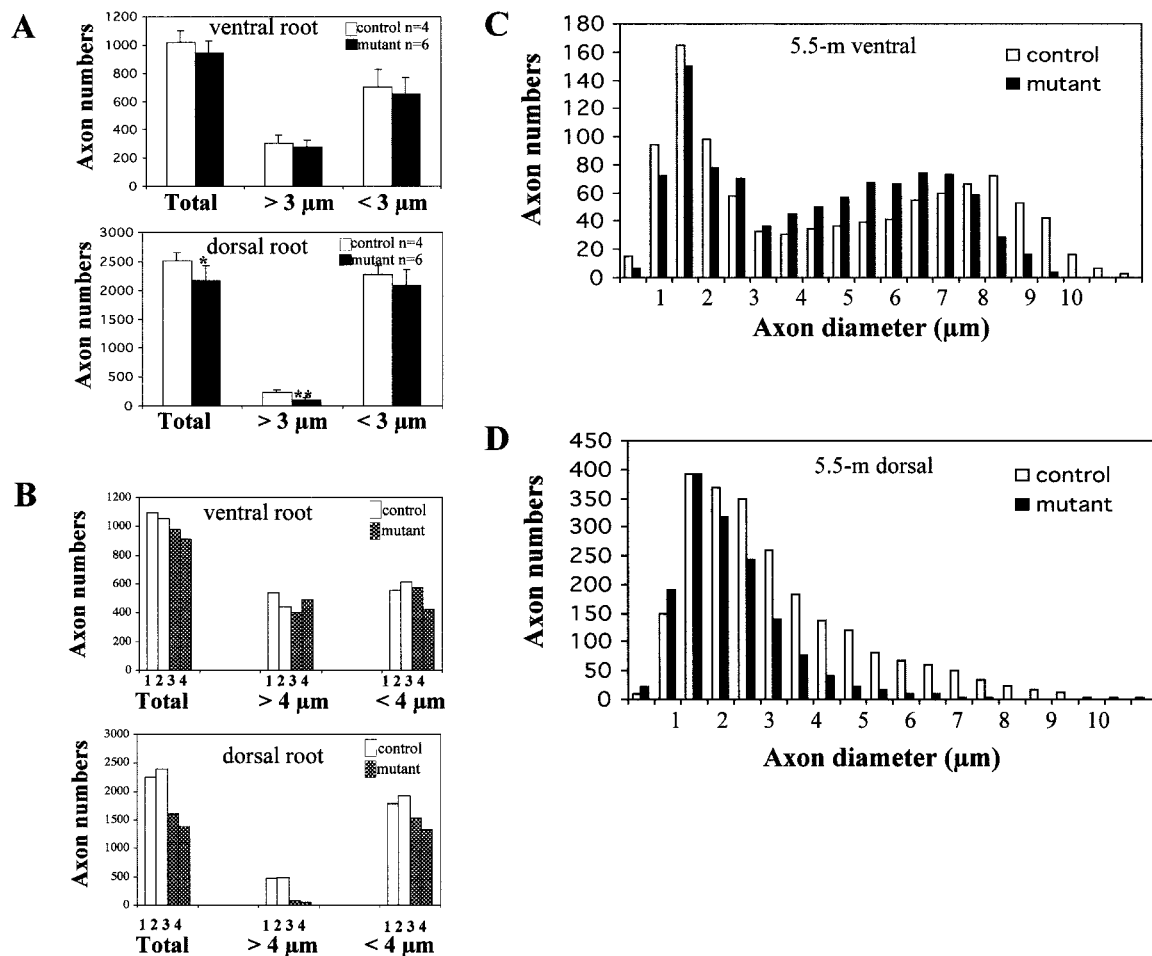 A
ventral root
control n=4
mutant n=6
Axon numbers
1200
1000
800
600
400
200
0
Total > 3 µm < 3 µm
dorsal root
control n=4
mutant n=6
Axon numbers
3000
2500
2000
1500
1000
500
0
*
**
Total > 3 µm < 3 µm
B
ventral root
control
mutant
Axon numbers
1200
1000
800
600
400
200
0
1 2 3 4 1 2 3 4 1 2 3 4
Total > 4 µm < 4 µm
dorsal root
control
mutant
Axon numbers
3000
2500
2000
1500
1000
500
0
1 2 3 4 1 2 3 4 1 2 3 4
Total > 4 µm < 4 µm
C
5.5-m ventral
control
mutant
Axon numbers
180
160
140
120
100
80
60
40
20
0
1 2 3 4 5 6 7 8 9 10
Axon diameter (µm)
D
5.5-m dorsal
control
mutant
Axon numbers
450
400
350
300
250
200
150
100
50
0
1 2 3 4 5 6 7 8 9 10
Axon diameter (µm)